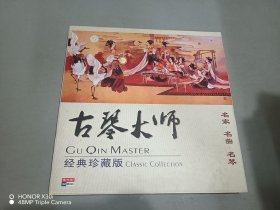 古琴大师
GU QIN MASTER
经典珍藏版 CLASSIC COLLECTION
名家 名曲 名琴
HONOR X30
48MP Triple Camera